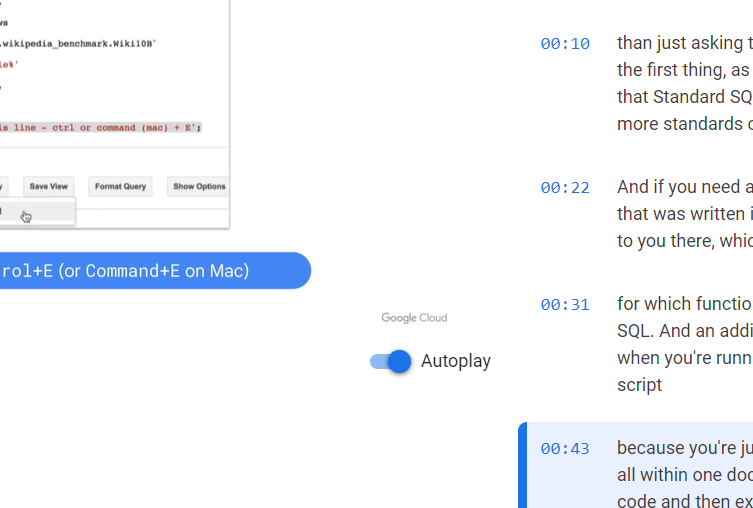 .wikipedia_benchmark.Wiki10B`
le%'
is line - ctrl or command (mac) + E';
Save View
Format Query
Show Options
rol+E (or Command+E on Mac)
Google Cloud
Autoplay
00:10
than just asking t
the first thing, as
that Standard SQ
more standards c
00:22
And if you need a
that was written i
to you there, whic
00:31
for which functio
SQL. And an addi
when you're runn
script
00:43
because you're ju
all within one doc
code and then ex